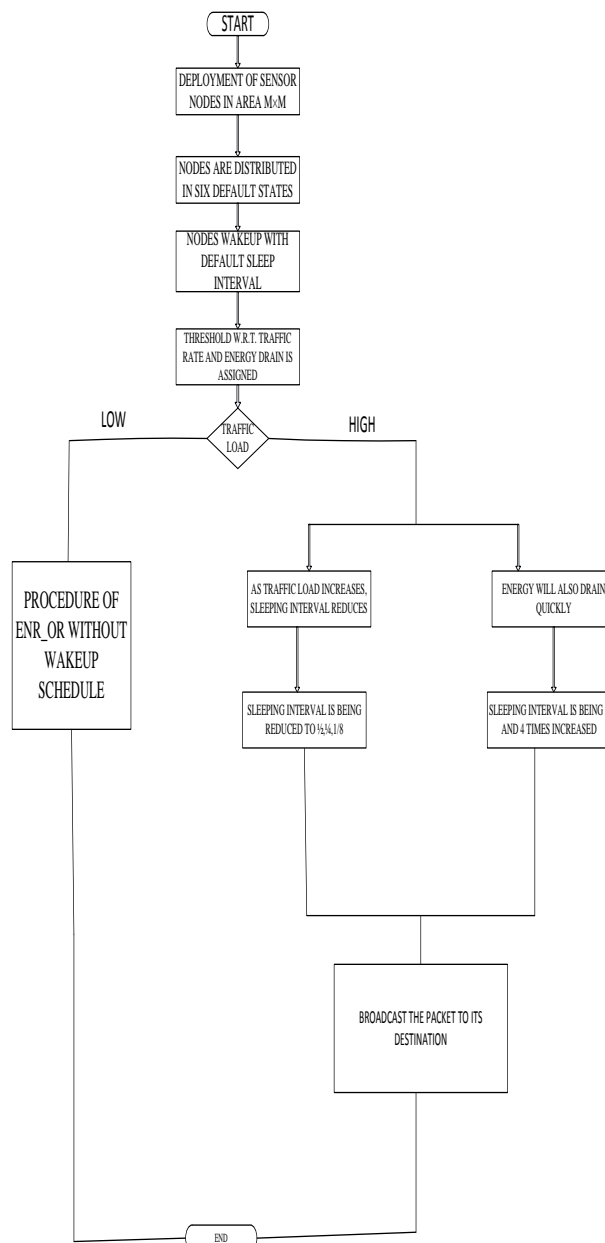 START
DEPLOYMENT OF SENSOR
NODES IN AREA M×M
NODES ARE DISTRIBUTED
IN SIX DEFAULT STATES
NODES WAKEUP WITH
DEFAULT SLEEP
INTERVAL
THRESHOLD W.R.T. TRAFFIC
RATE AND ENERGY DRAIN IS
ASSIGNED
LOW
HIGH
TRAFFIC
LOAD
PROCEDURE OF
ENR_OR WITHOUT
WAKEUP
SCHEDULE
AS TRAFFIC LOAD INCREASES,
SLEEPING INTERVAL REDUCES
ENERGY WILL ALSO DRAIN
QUICKLY
SLEEPING INTERVAL IS BEING
REDUCED TO ½,¼,1/8
SLEEPING INTERVAL IS BEING
AND 4 TIMES INCREASED
BROADCAST THE PACKET TO ITS
DESTINATION
END